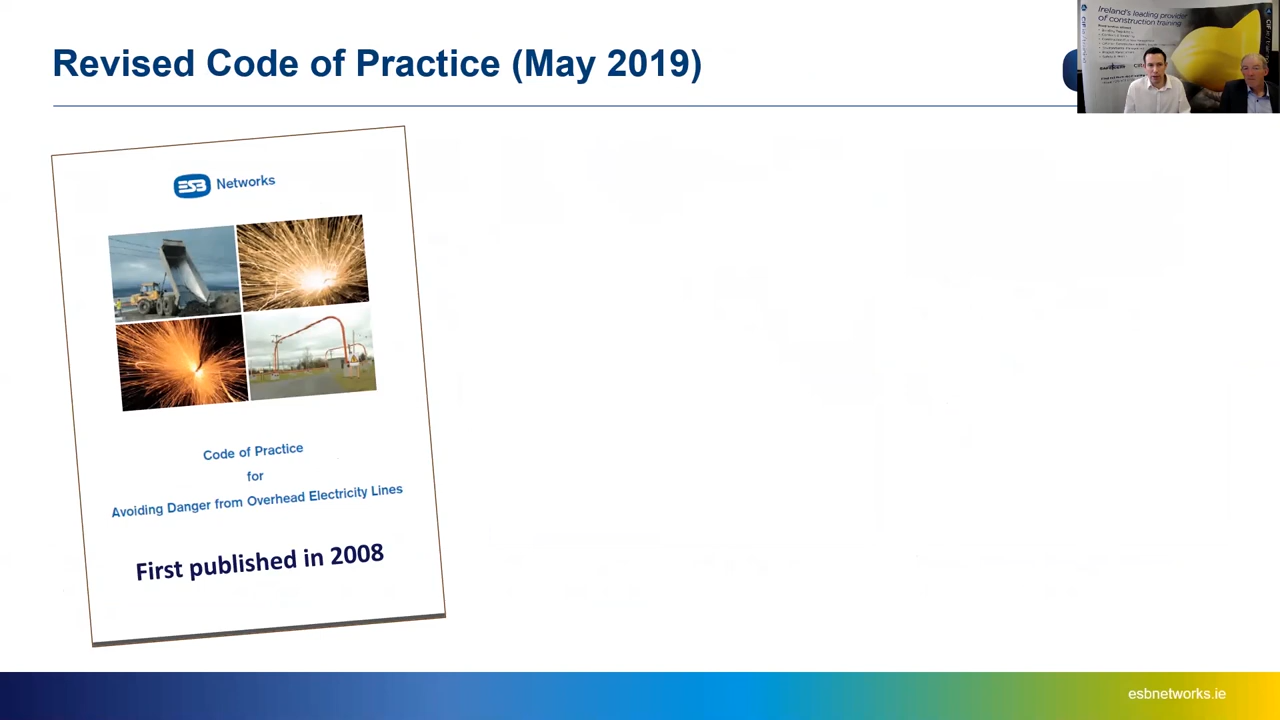 Revised Code of Practice (May 2019)
Ireland's leading provider
of construction training
ESB Networks
Code of Practice
for
Avoiding Danger from Overhead Electricity Lines
First published in 2008
esbnetworks.ie